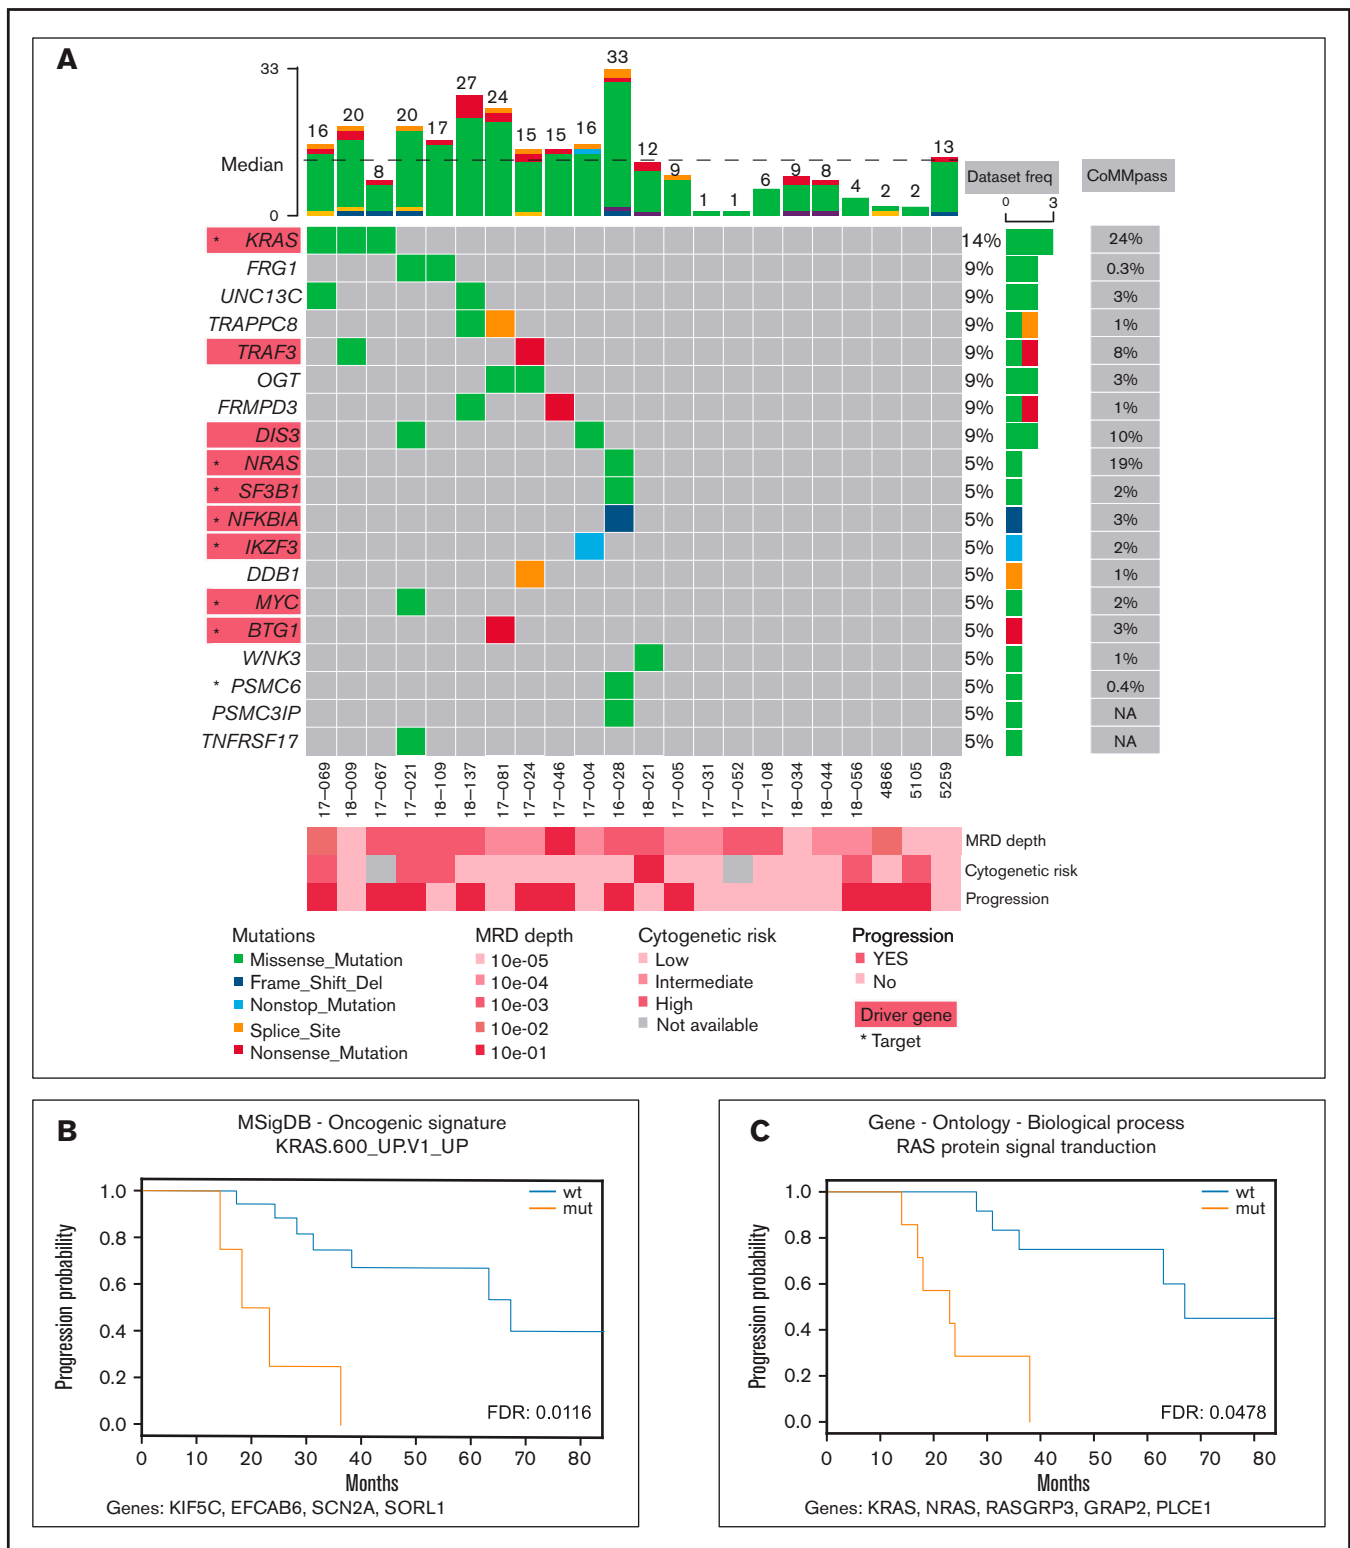 A
33
Median
0
16
20
8
20
17
27
24
15
15
16
33
12
9
1
1
6
9
8
4
2
2
13
Dataset freq
CoMMpass
0 3
* KRAS 14% 24%
FRG1 9% 0.3%
UNC13C 9% 3%
TRAPPC8 9% 1%
TRAF3 9% 8%
OGT 9% 3%
FRMPD3 9% 1%
DIS3 9% 10%
* NRAS 5% 19%
* SF3B1 5% 2%
* NFKBIA 5% 3%
* IKZF3 5% 2%
DDB1 5% 1%
* MYC 5% 2%
* BTG1 5% 3%
WNK3 5% 1%
* PSMC6 5% 0.4%
PSMC3IP 5% NA
TNFRSF17 5% NA
17–069
18–009
17–067
17–021
18–109
18–137
17–081
17–024
17–046
17–004
16–028
18–021
17–005
17–031
17–052
17–108
18–034
18–044
18–056
4866
5105
5259
MRD depth
Cytogenetic risk
Progression
Mutations
Missense_Mutation
Frame_Shift_Del
Nonstop_Mutation
Splice_Site
Nonsense_Mutation
MRD depth
10e-05
10e-04
10e-03
10e-02
10e-01
Cytogenetic risk
Low
Intermediate
High
Not available
Progression
YES
No
Driver gene
* Target
B
MSigDB - Oncogenic signature
KRAS.600_UP.V1_UP
Progression probability
1.0
0.8
0.6
0.4
0.2
0.0
wt
mut
FDR: 0.0116
0 10 20 30 40 50 60 70 80
Months
Genes: KIF5C, EFCAB6, SCN2A, SORL1
C
Gene - Ontology - Biological process
RAS protein signal tranduction
Progression probability
1.0
0.8
0.6
0.4
0.2
0.0
wt
mut
FDR: 0.0478
0 10 20 30 40 50 60 70 80
Months
Genes: KRAS, NRAS, RASGRP3, GRAP2, PLCE1